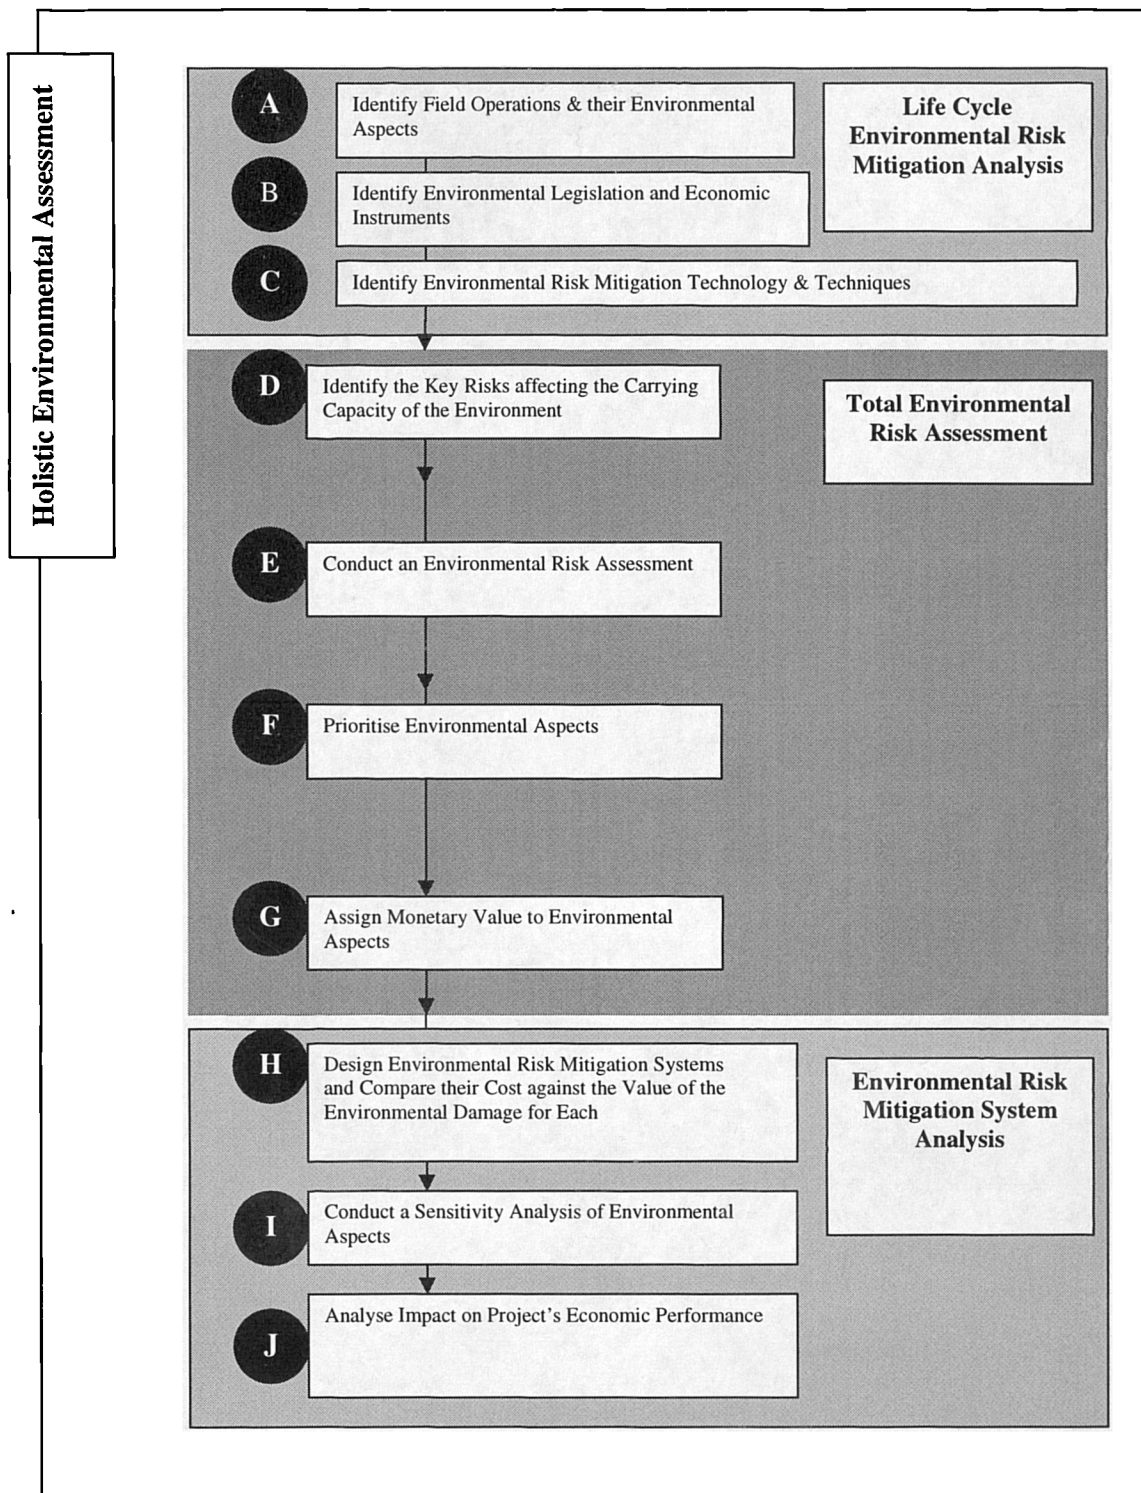 Holistic Environmental Assessment
A
Identify Field Operations & their Environmental
Aspects
Life Cycle
Environmental Risk
Mitigation Analysis
B
Identify Environmental Legislation and Economic
Instruments
C
Identify Environmental Risk Mitigation Technology & Techniques
D
Identify the Key Risks affecting the Carrying
Capacity of the Environment
Total Environmental
Risk Assessment
E
Conduct an Environmental Risk Assessment
F
Prioritise Environmental Aspects
G
Assign Monetary Value to Environmental
Aspects
H
Design Environmental Risk Mitigation Systems
and Compare their Cost against the Value of the
Environmental Damage for Each
Environmental Risk
Mitigation System
Analysis
I
Conduct a Sensitivity Analysis of Environmental
Aspects
J
Analyse Impact on Project's Economic Performance